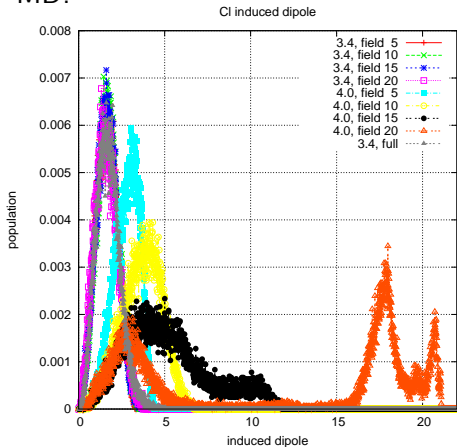 MD:
Cl induced dipole
0.008
0.007
0.006
0.005
0.004
0.003
0.002
0.001
0
0 5 10 15 20
population
induced dipole
3.4, field 5
3.4, field 10
3.4, field 15
3.4, field 20
4.0, field 5
4.0, field 10
4.0, field 15
4.0, field 20
3.4, full